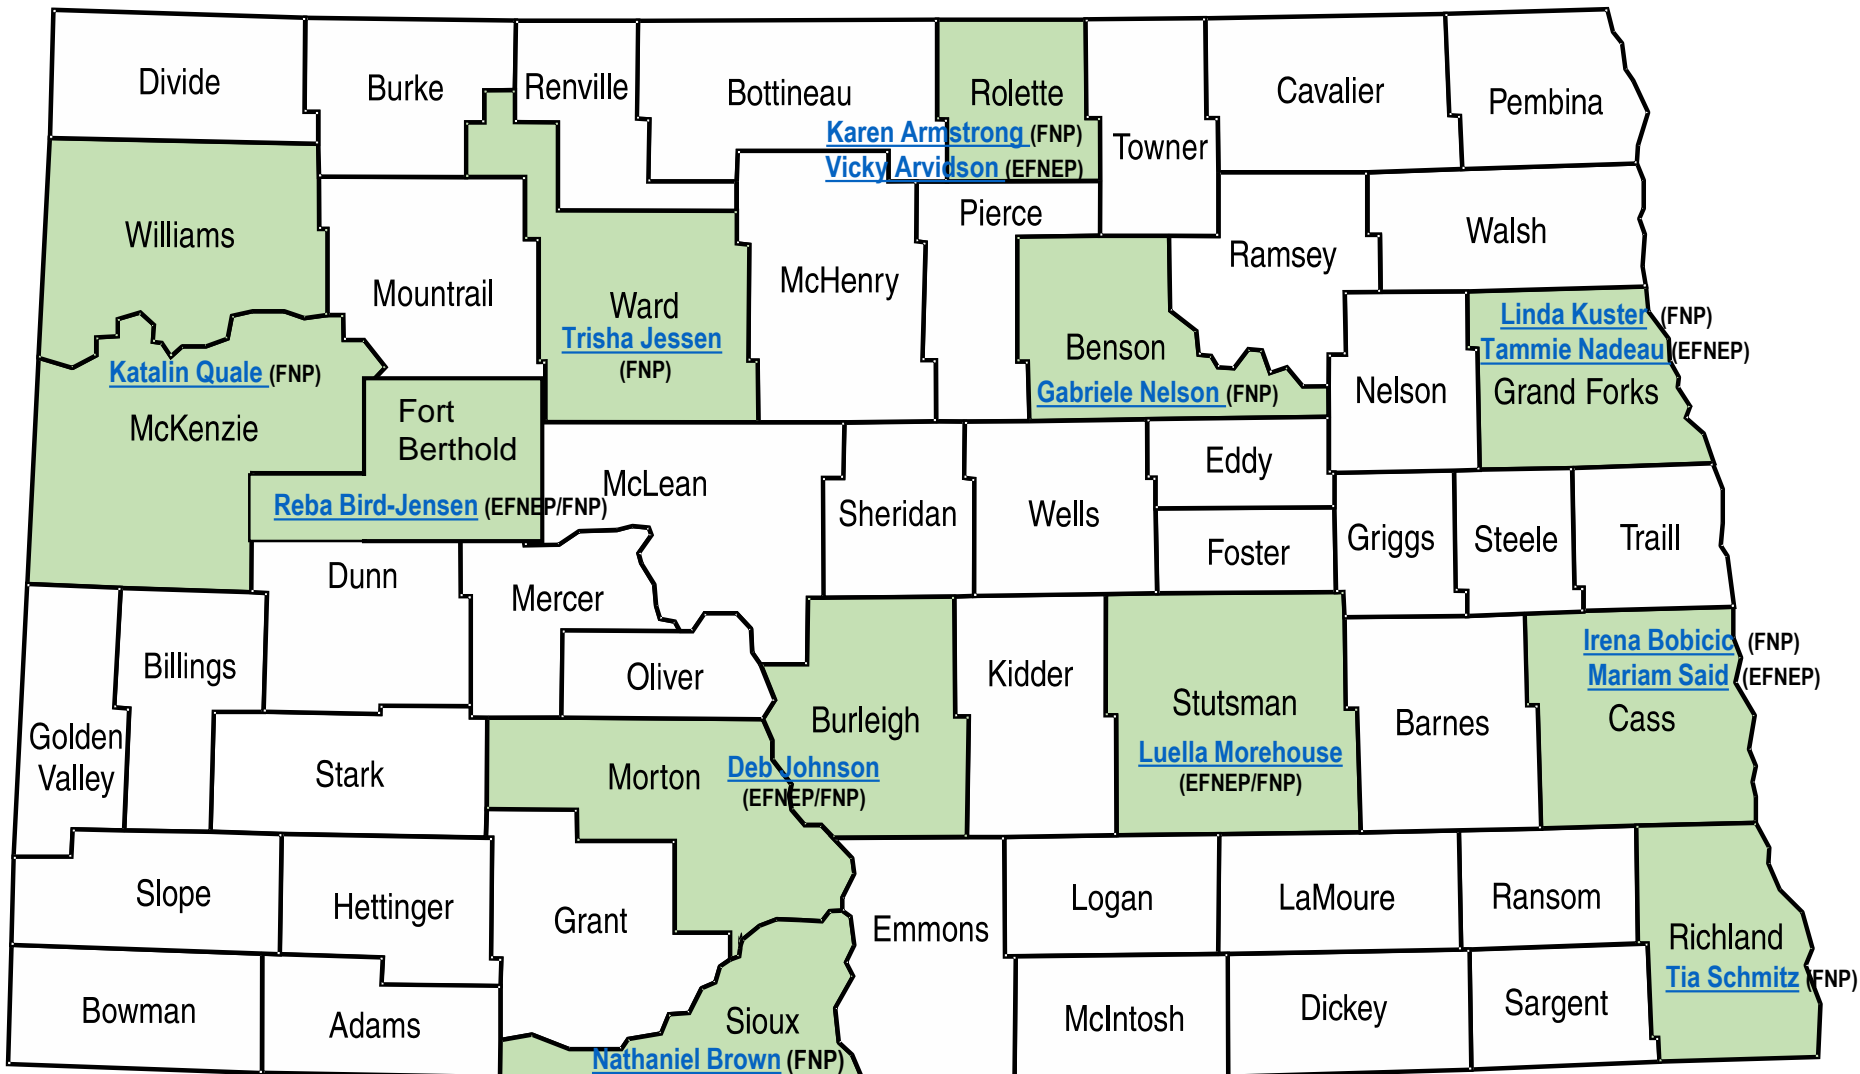 Divide
Burke
Renville
Bottineau
Rolette
Karen Armstrong (FNP)
Vicky Arvidson (EFNEP)
Towner
Cavalier
Pembina
Williams
Mountrail
Ward
Trisha Jessen
(FNP)
McHenry
Pierce
Benson
Gabriele Nelson (FNP)
Ramsey
Walsh
Nelson
Linda Kuster (FNP)
Tammie Nadeau (EFNEP)
Grand Forks
Katalin Quale (FNP)
McKenzie
Fort
Berthold
Reba Bird-Jensen (EFNEP/FNP)
McLean
Sheridan
Wells
Eddy
Foster
Griggs
Steele
Traill
Dunn
Mercer
Oliver
Billings
Golden
Valley
Stark
Morton
Burleigh
Deb Johnson
(EFNEP/FNP)
Kidder
Stutsman
Luella Morehouse
(EFNEP/FNP)
Barnes
Irena Bobicic (FNP)
Mariam Said (EFNEP)
Cass
Slope
Hettinger
Grant
Emmons
Logan
LaMoure
Ransom
Richland
Tia Schmitz (FNP)
Bowman
Adams
Sioux
Nathaniel Brown (FNP)
McIntosh
Dickey
Sargent